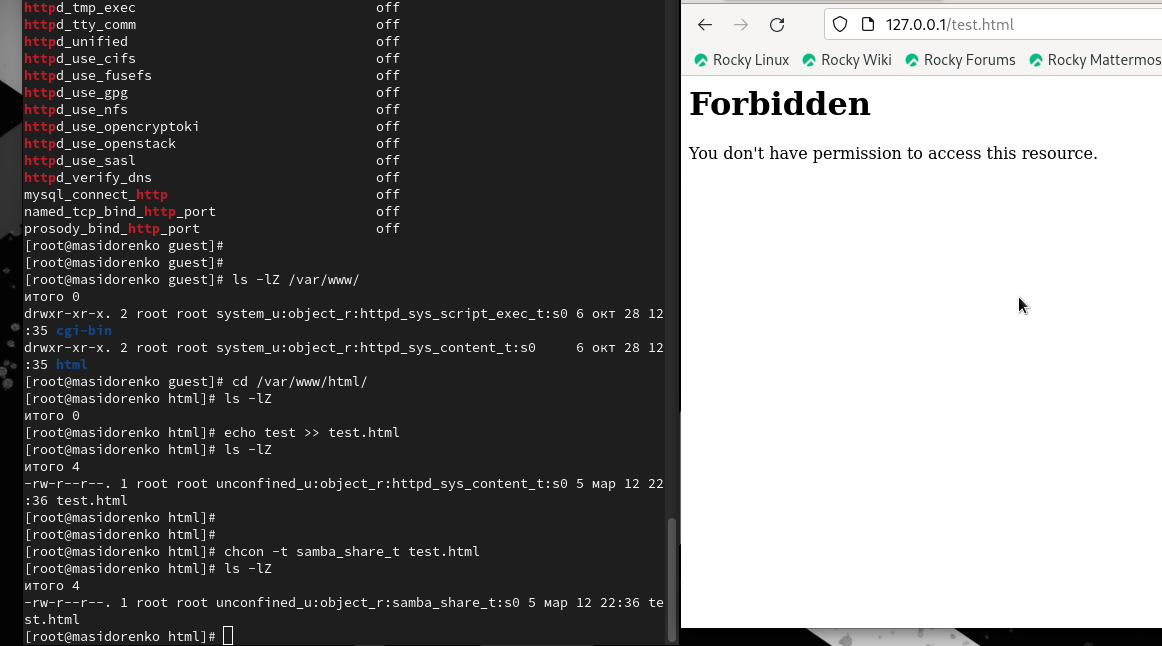 httpd_tmp_exec                              off
httpd_tty_comm                              off
httpd_unified                               off
httpd_use_cifs                              off
httpd_use_fusefs                            off
httpd_use_gpg                               off
httpd_use_nfs                               off
httpd_use_opencryptoki                      off
httpd_use_openstack                         off
httpd_use_sasl                              off
httpd_verify_dns                            off
mysql_connect_http                          off
named_tcp_bind_http_port                    off
prosody_bind_http_port                      off
[root@masidorenko guest]#
[root@masidorenko guest]#
[root@masidorenko guest]# ls -lZ /var/www/
итого 0
drwxr-xr-x. 2 root root system_u:object_r:httpd_sys_script_exec_t:s0 6 окт 28 12
:35 cgi-bin
drwxr-xr-x. 2 root root system_u:object_r:httpd_sys_content_t:s0     6 окт 28 12
:35 html
[root@masidorenko guest]# cd /var/www/html/
[root@masidorenko html]# ls -lZ
итого 0
[root@masidorenko html]# echo test >> test.html
[root@masidorenko html]# ls -lZ
итого 4
-rw-r--r--. 1 root root unconfined_u:object_r:httpd_sys_content_t:s0 5 мар 12 22
:36 test.html
[root@masidorenko html]#
[root@masidorenko html]#
[root@masidorenko html]# chcon -t samba_share_t test.html
[root@masidorenko html]# ls -lZ
итого 4
-rw-r--r--. 1 root root unconfined_u:object_r:samba_share_t:s0 5 мар 12 22:36 te
st.html
[root@masidorenko html]#
127.0.0.1/test.html
Rocky Linux Rocky Wiki Rocky Forums Rocky Mattermos
Forbidden
You don't have permission to access this resource.